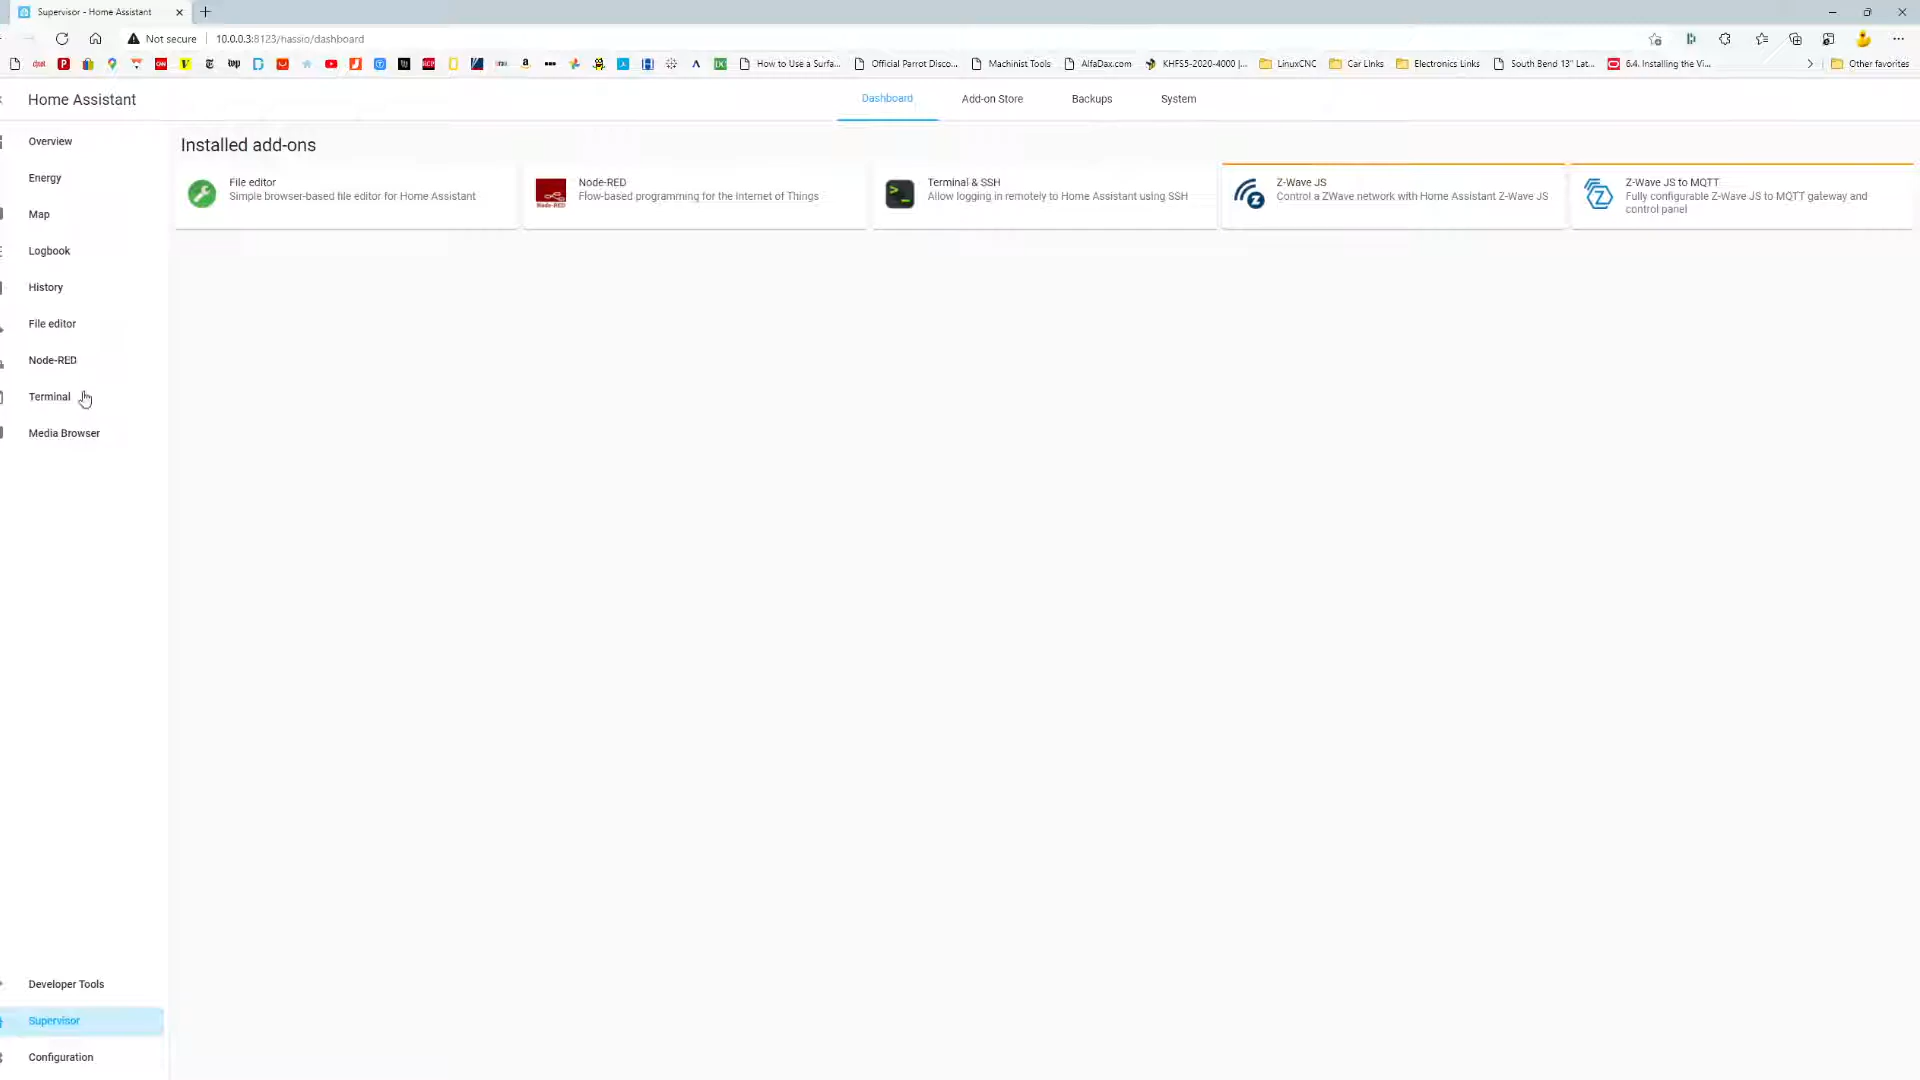 Supervisor - Home Assistant
Not secure
10.0.0.3:8123/hassio/dashboard
How to Use a Surfa...
Official Parrot Disco...
Machinist Tools
AlfaDax.com
KHFS5-2020-4000 |...
LinuxCNC
Car Links
Electronics Links
South Bend 13" Lat...
6.4. Installing the Vi...
Other favorites
Home Assistant
Dashboard
Add-on Store
Backups
System
Overview
Energy
Map
Logbook
History
File editor
Node-RED
Terminal
Media Browser
Developer Tools
Supervisor
Configuration
Installed add-ons
File editor
Simple browser-based file editor for Home Assistant
Node-RED
Flow-based programming for the Internet of Things
Terminal & SSH
Allow logging in remotely to Home Assistant using SSH
Z-Wave JS
Control a ZWave network with Home Assistant Z-Wave JS
Z-Wave JS to MQTT
Fully configurable Z-Wave JS to MQTT gateway and
control panel